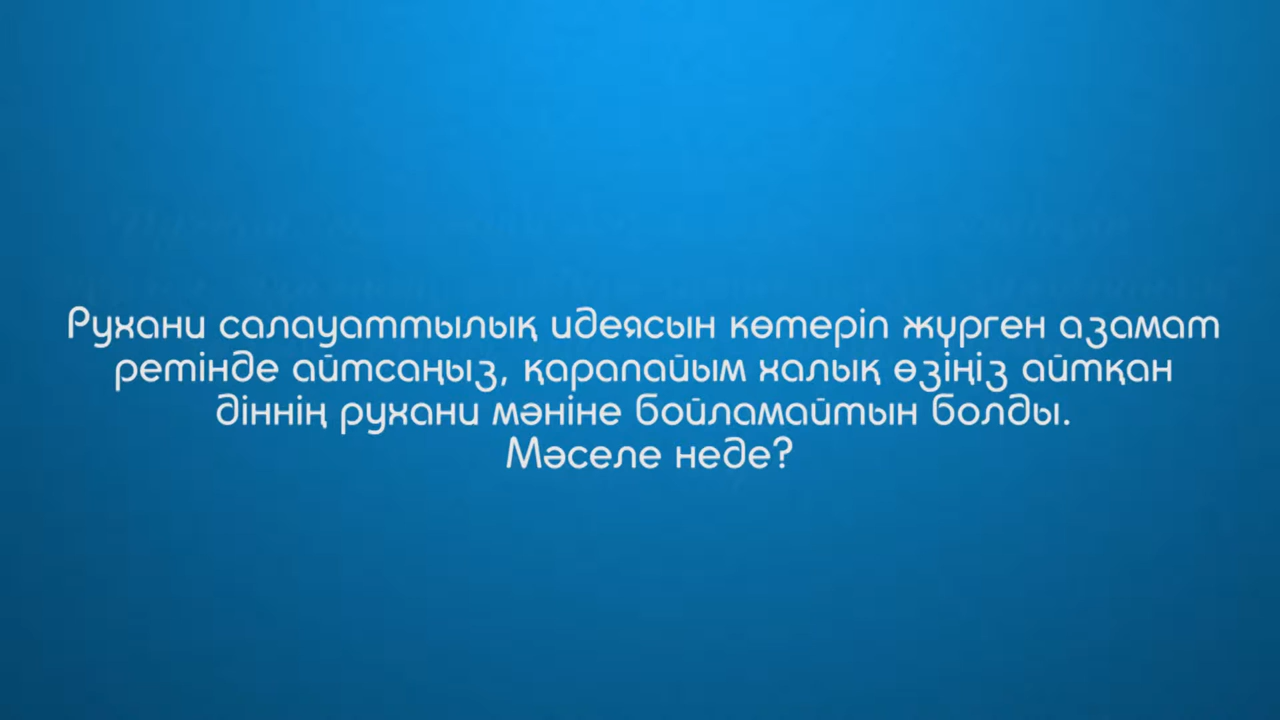 Рухани салауаттылық идеясын көтеріп жүрген азамат
ретінде айтсаңыз, қарапайым халық өзіңіз айтқан
діннің рухани мәніне бойламайтын болды.
Мәселе неде?